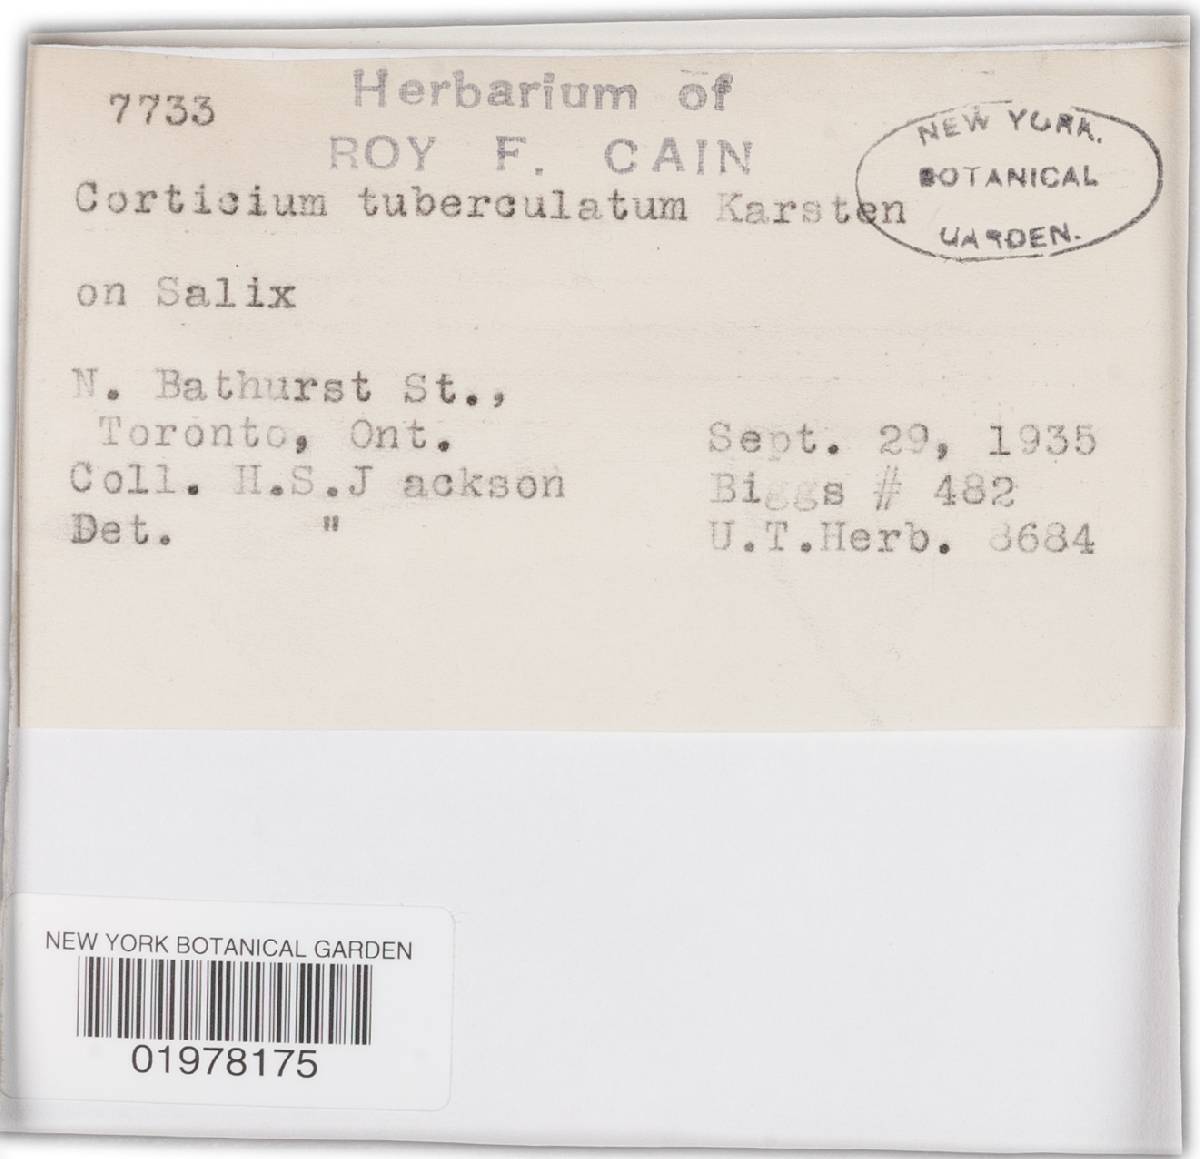 7733
Herbarium of
ROY F. CAIN
NEW YORK.
BOTANICAL
GARDEN.
Corticium tuberculatum Karsten
on Salix
N. Bathurst St.,
Toronto, Ont.
Sept. 29, 1935
Coll. H.S.J ackson
Biggs # 482
Det. "
U.T.Herb. 8684
NEW YORK BOTANICAL GARDEN
01978175